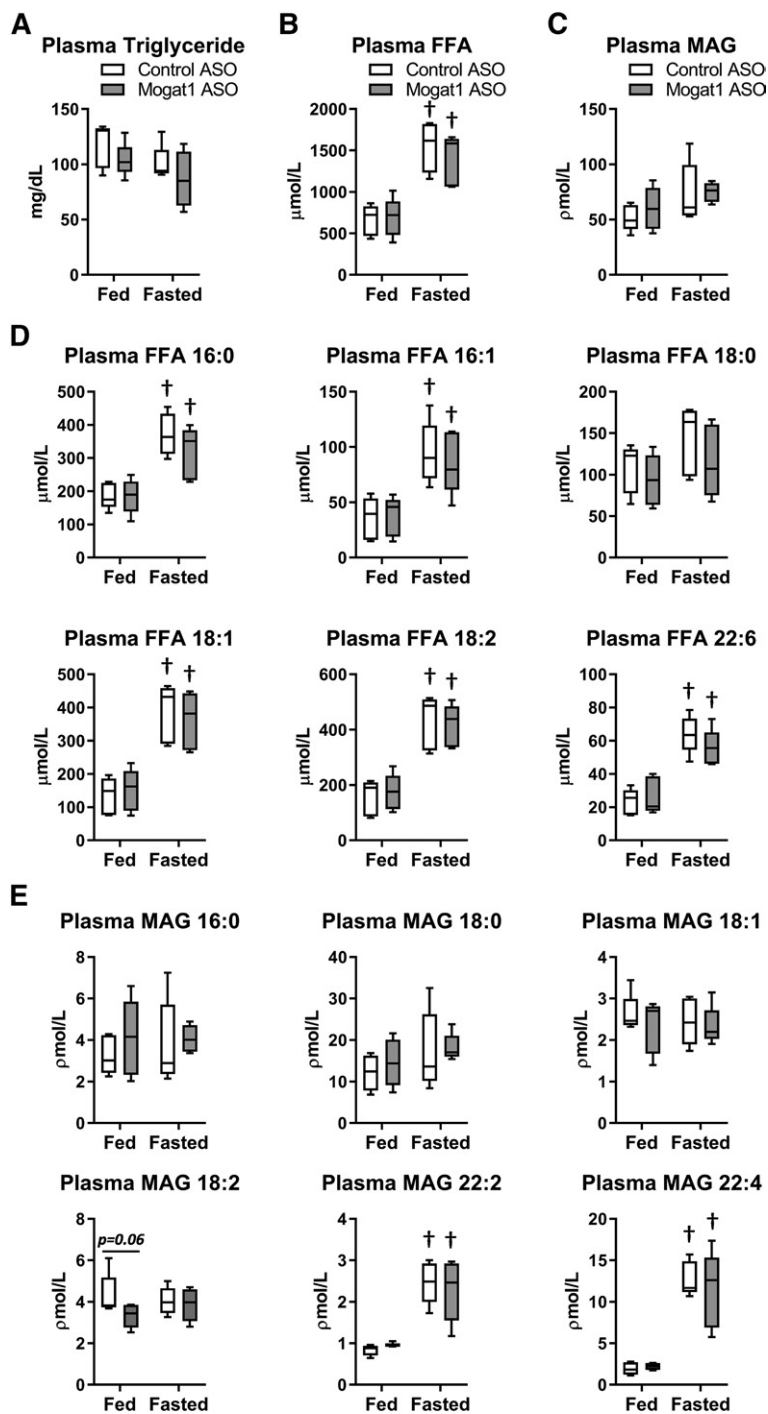 A
Plasma Triglyceride
Control ASO
Mogat1 ASO
150
100
50
0
mg/dL
Fed Fasted
B
Plasma FFA
Control ASO
Mogat1 ASO
2000
1500
1000
500
0
μmol/L
† †
Fed Fasted
C
Plasma MAG
Control ASO
Mogat1 ASO
150
100
50
0
ρmol/L
Fed Fasted
D
Plasma FFA 16:0
500
400
300
200
100
0
μmol/L
† †
Fed Fasted
Plasma FFA 16:1
150
100
50
0
μmol/L
† †
Fed Fasted
Plasma FFA 18:0
200
150
100
50
0
μmol/L
Fed Fasted
Plasma FFA 18:1
500
400
300
200
100
0
μmol/L
† †
Fed Fasted
Plasma FFA 18:2
600
400
200
0
μmol/L
† †
Fed Fasted
Plasma FFA 22:6
100
80
60
40
20
0
μmol/L
† †
Fed Fasted
E
Plasma MAG 16:0
8
6
4
2
0
ρmol/L
Fed Fasted
Plasma MAG 18:0
40
30
20
10
0
ρmol/L
Fed Fasted
Plasma MAG 18:1
4
3
2
1
0
ρmol/L
Fed Fasted
Plasma MAG 18:2
8
6
4
2
0
ρmol/L
p=0.06
Fed Fasted
Plasma MAG 22:2
4
3
2
1
0
ρmol/L
† †
Fed Fasted
Plasma MAG 22:4
20
15
10
5
0
ρmol/L
† †
Fed Fasted